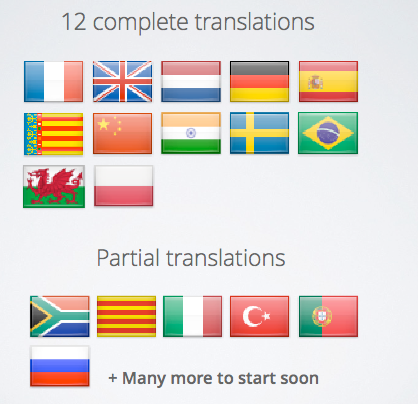 12 complete translations
Partial translations
+ Many more to start soon